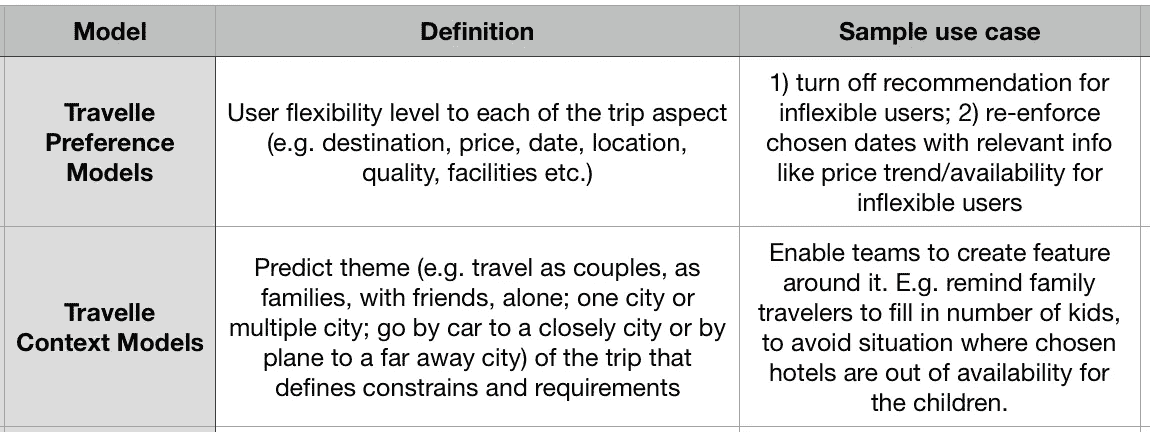 Model
Definition
Sample use case
Travelle
Preference
Models
User flexibility level to each of the trip aspect
(e.g. destination, price, date, location,
quality, facilities etc.)
1) turn off recommendation for
inflexible users; 2) re-enforce
chosen dates with relevant info
like price trend/availability for
inflexible users
Travelle
Context Models
Predict theme (e.g. travel as couples, as
families, with friends, alone; one city or
multiple city; go by car to a closely city or by
plane to a far away city) of the trip that
defines constrains and requirements
Enable teams to create feature
around it. E.g. remind family
travelers to fill in number of kids,
to avoid situation where chosen
hotels are out of availability for
the children.